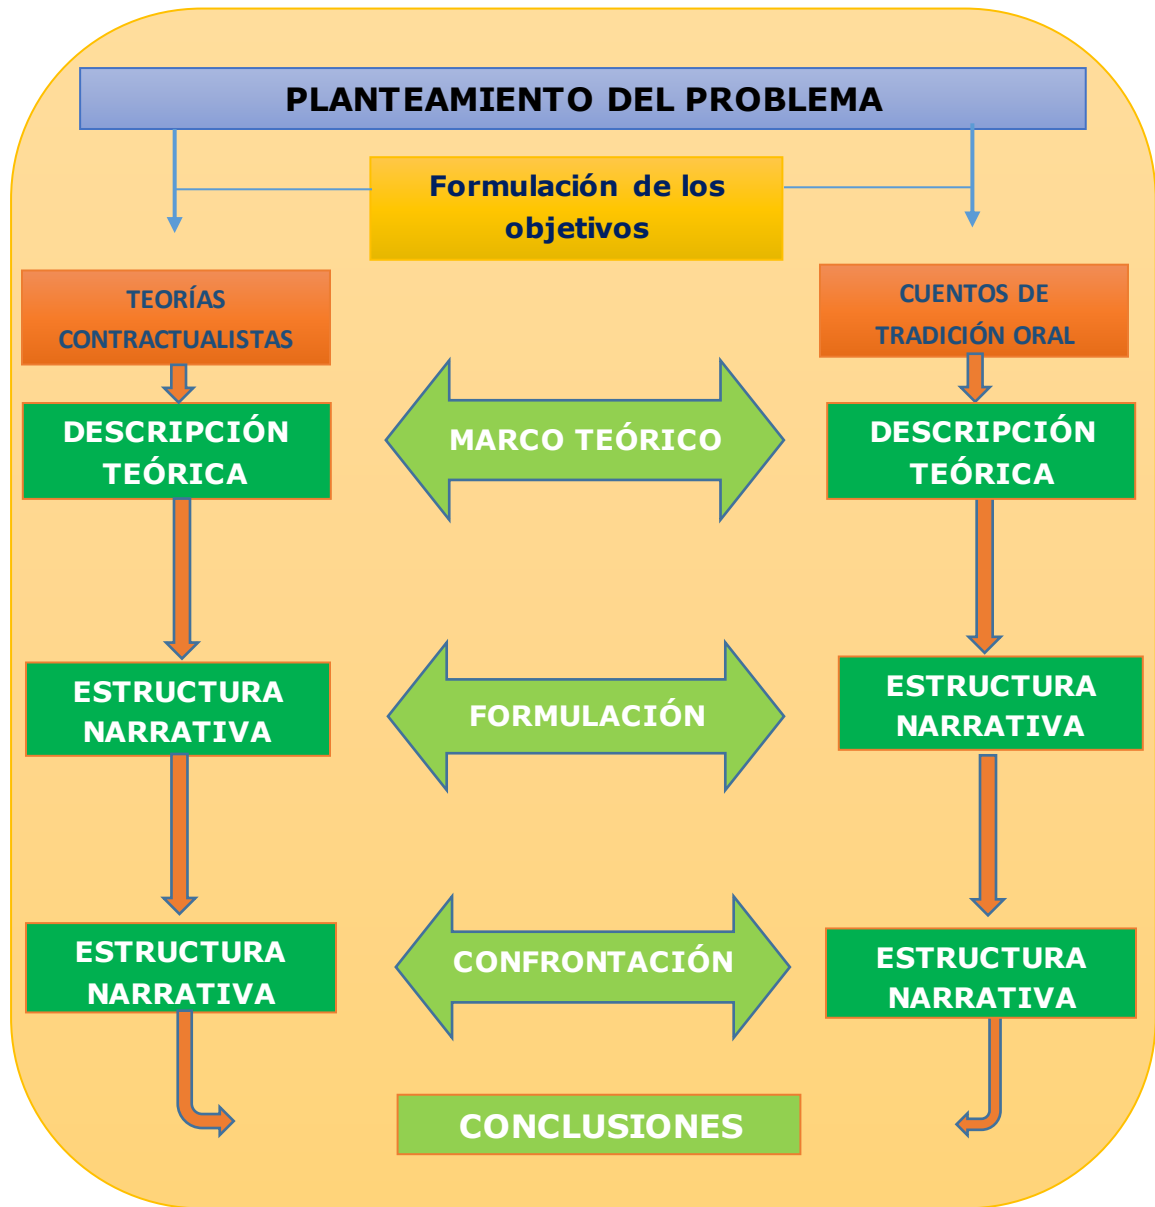 PLANTEAMIENTO DEL PROBLEMA
Formulación de los
objetivos
TEORÍAS
CONTRACTUALISTAS
CUENTOS DE
TRADICIÓN ORAL
DESCRIPCIÓN
TEÓRICA
MARCO TEÓRICO
DESCRIPCIÓN
TEÓRICA
ESTRUCTURA
NARRATIVA
FORMULACIÓN
ESTRUCTURA
NARRATIVA
ESTRUCTURA
NARRATIVA
CONFRONTACIÓN
ESTRUCTURA
NARRATIVA
CONCLUSIONES